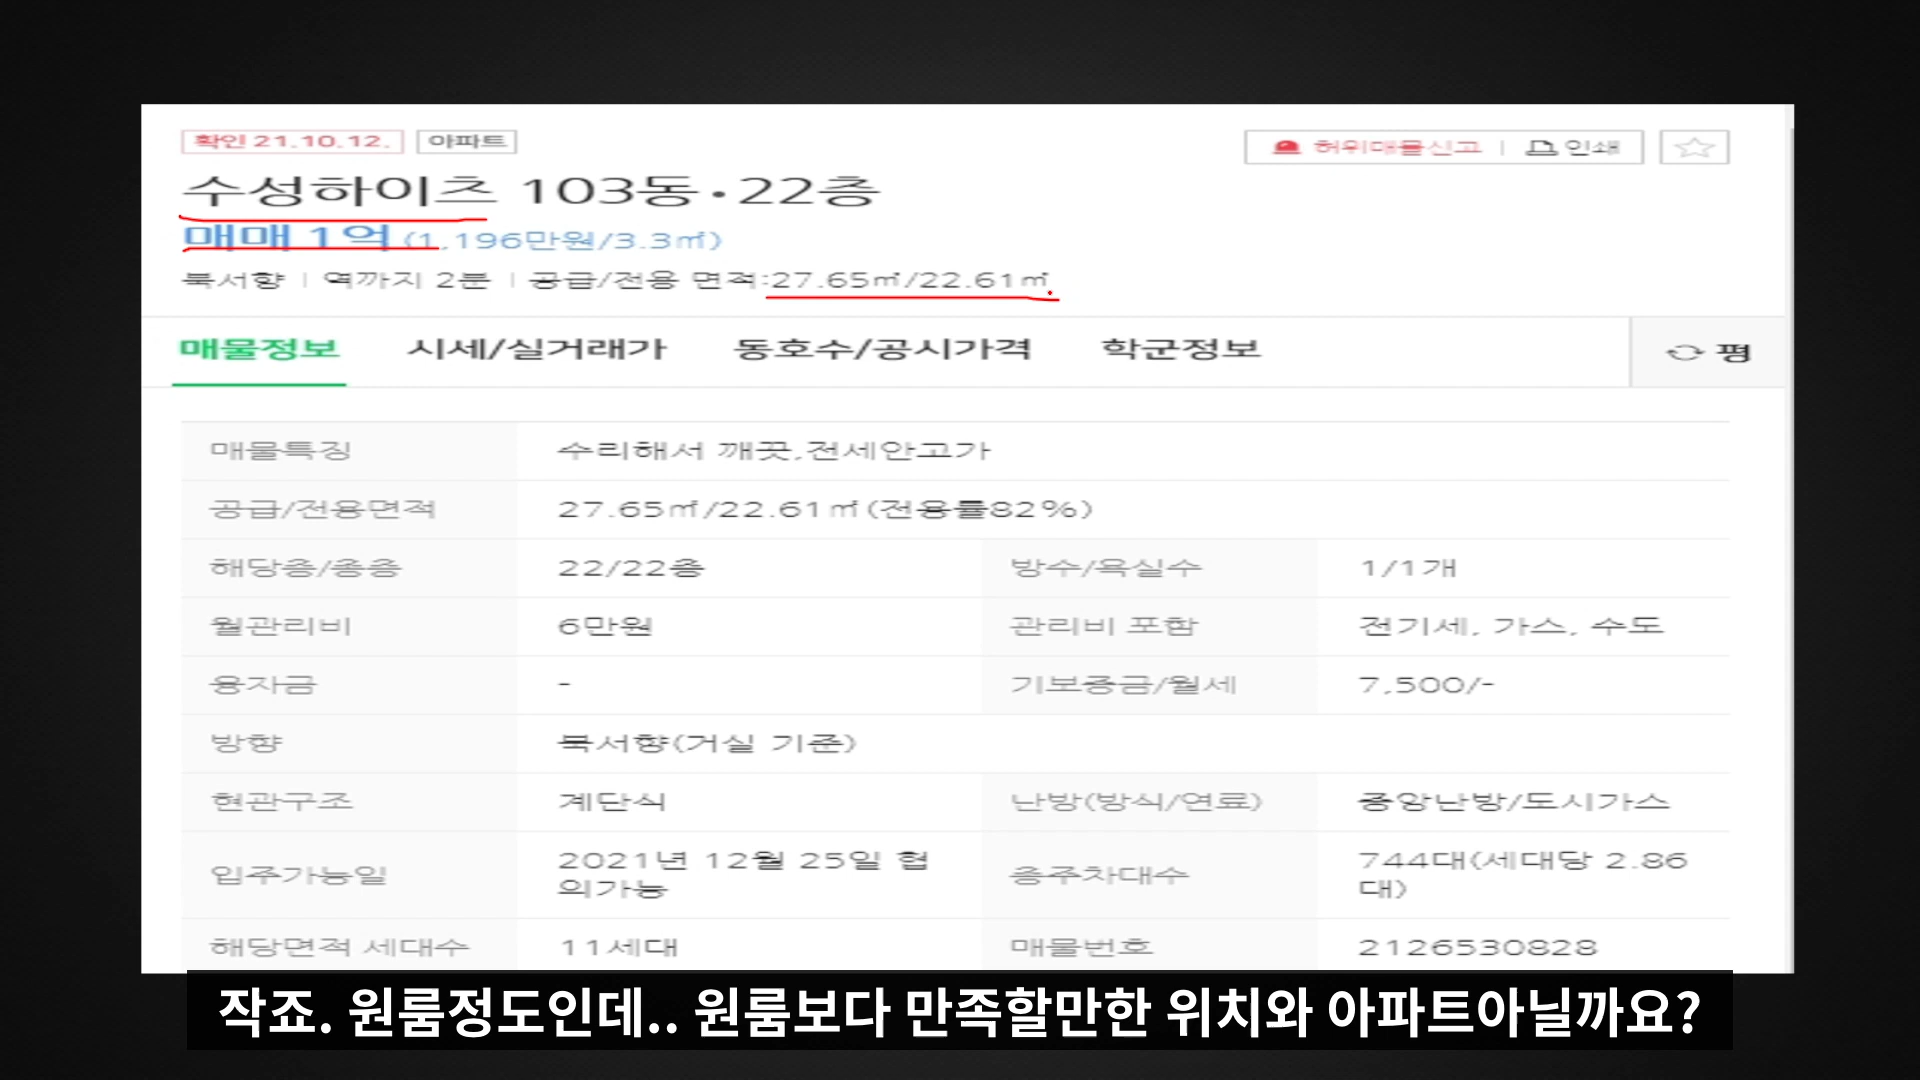 확인 21.10.12. 아파트 허위매물신고 | 인쇄
수성하이츠 103동·22층
매매 1억 (1,196만원/3.3㎡)
북서향 | 역까지 2분 | 공급/전용 면적:27.65㎡/22.61㎡
매물정보 시세/실거래가 동호수/공시가격 학군정보 평
매물특징 수리해서 깨끗,전세안고가
공급/전용면적 27.65㎡/22.61㎡(전용률82%)
해당층/총층 22/22층 방수/욕실수 1/1개
월관리비 6만원 관리비 포함 전기세, 가스, 수도
융자금 - 기보증금/월세 7,500/-
방향 북서향(거실 기준)
현관구조 계단식 난방(방식/연료) 중앙난방/도시가스
입주가능일 2021년 12월 25일 협
의가능 총주차대수 744대(세대당 2.86
대)
해당면적 세대수 11세대 매물번호 2126530828
작죠. 원룸정도인데.. 원룸보다 만족할만한 위치와 아파트아닐까요?